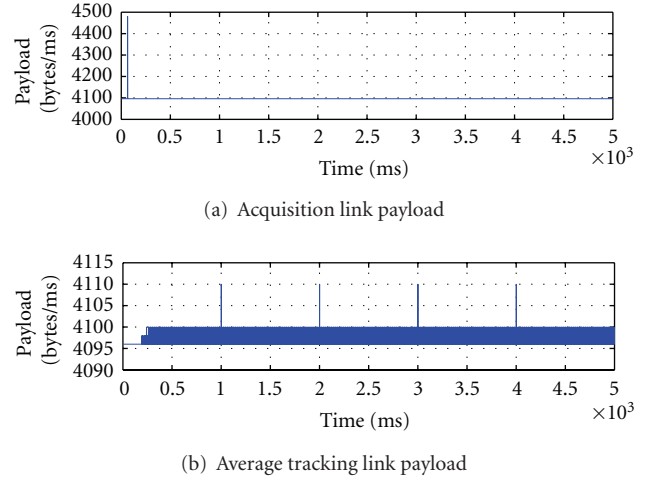 Payload
(bytes/ms)
4500
4400
4300
4200
4100
4000
0 0.5 1 1.5 2 2.5 3 3.5 4 4.5 5
×10³
Time (ms)
(a) Acquisition link payload
Payload
(bytes/ms)
4115
4110
4105
4100
4095
4090
0 0.5 1 1.5 2 2.5 3 3.5 4 4.5 5
×10³
Time (ms)
(b) Average tracking link payload